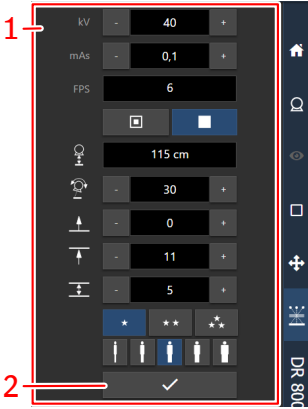 1
kV - 40 +
mAs - 0,1 +
FPS 6
115 cm
- 30 +
- 0 +
- 11 +
- 5 +
2
DR 800